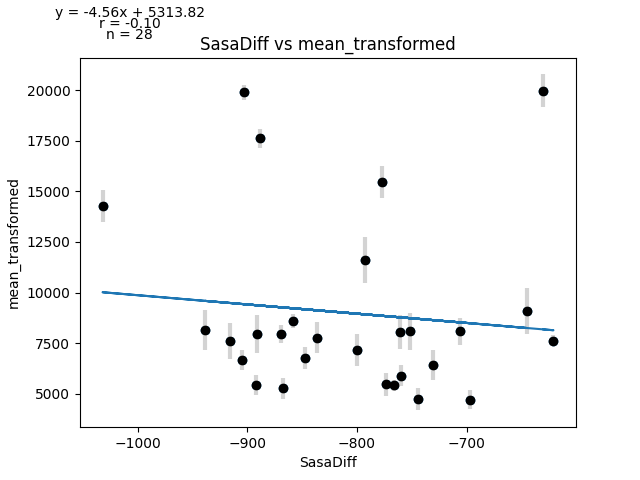 y = -4.56x + 5313.82
r = -0.10
n = 28
SasaDiff vs mean_transformed
20000
17500
15000
12500
10000
7500
5000
mean_transformed
−1000
−900
−800
−700
SasaDiff